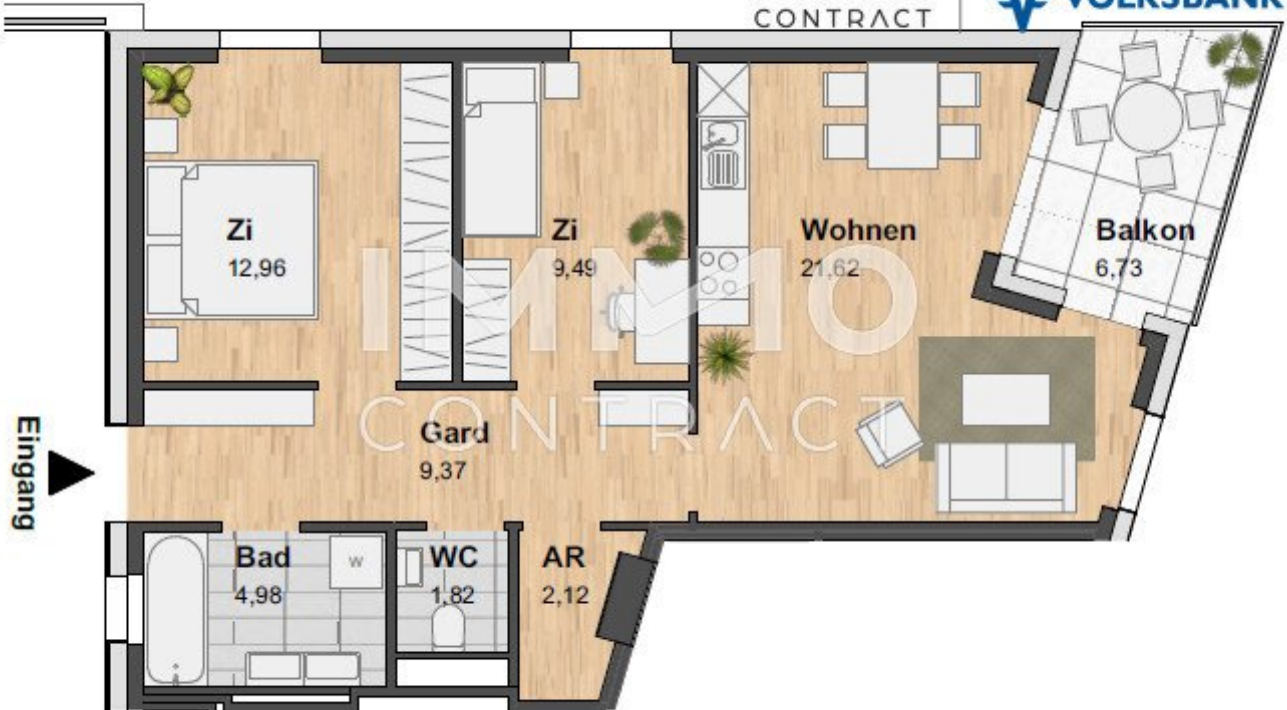 CONTRACT
VOLKSBANK
Zi
12,96
Zi
9,49
Wohnen
21,62
Balkon
6,73
IMMO
CONTRACT
Eingang
Gard
9,37
Bad
4,98
W
WC
1,82
AR
2,12